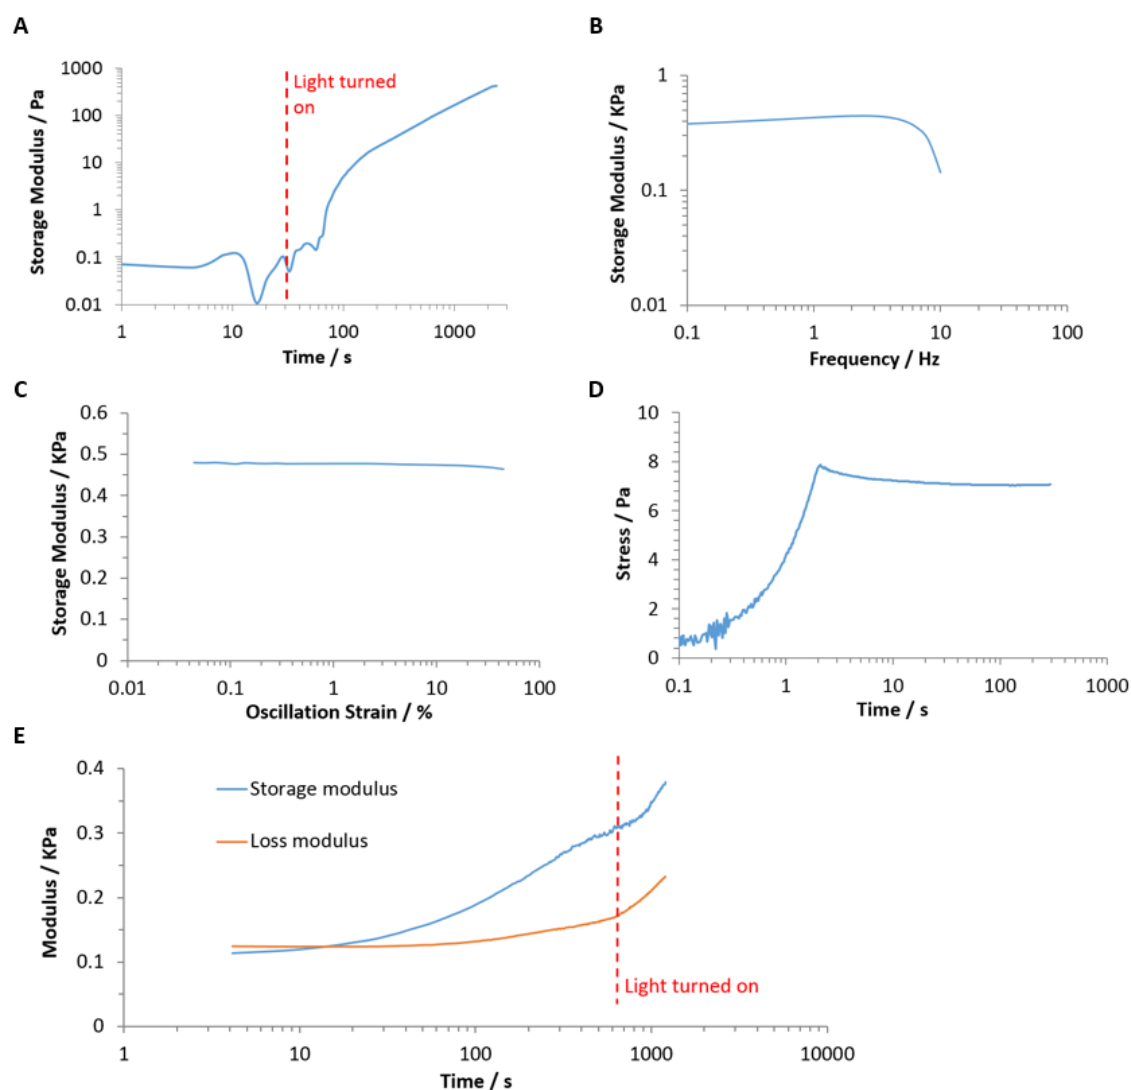 A
Storage Modulus / Pa
1000
100
10
1
0.1
0.01
Light turned
on
1
10
100
1000
Time / s
B
Storage Modulus / KPa
1
0.1
0.01
0.1
1
10
100
Frequency / Hz
C
Storage Modulus / KPa
0.6
0.5
0.4
0.3
0.2
0.1
0
0.01
0.1
1
10
100
Oscillation Strain / %
D
Stress / Pa
10
8
6
4
2
0
0.1
1
10
100
1000
Time / s
E
Modulus / KPa
0.4
0.3
0.2
0.1
0
Storage modulus
Loss modulus
Light turned on
1
10
100
1000
10000
Time / s